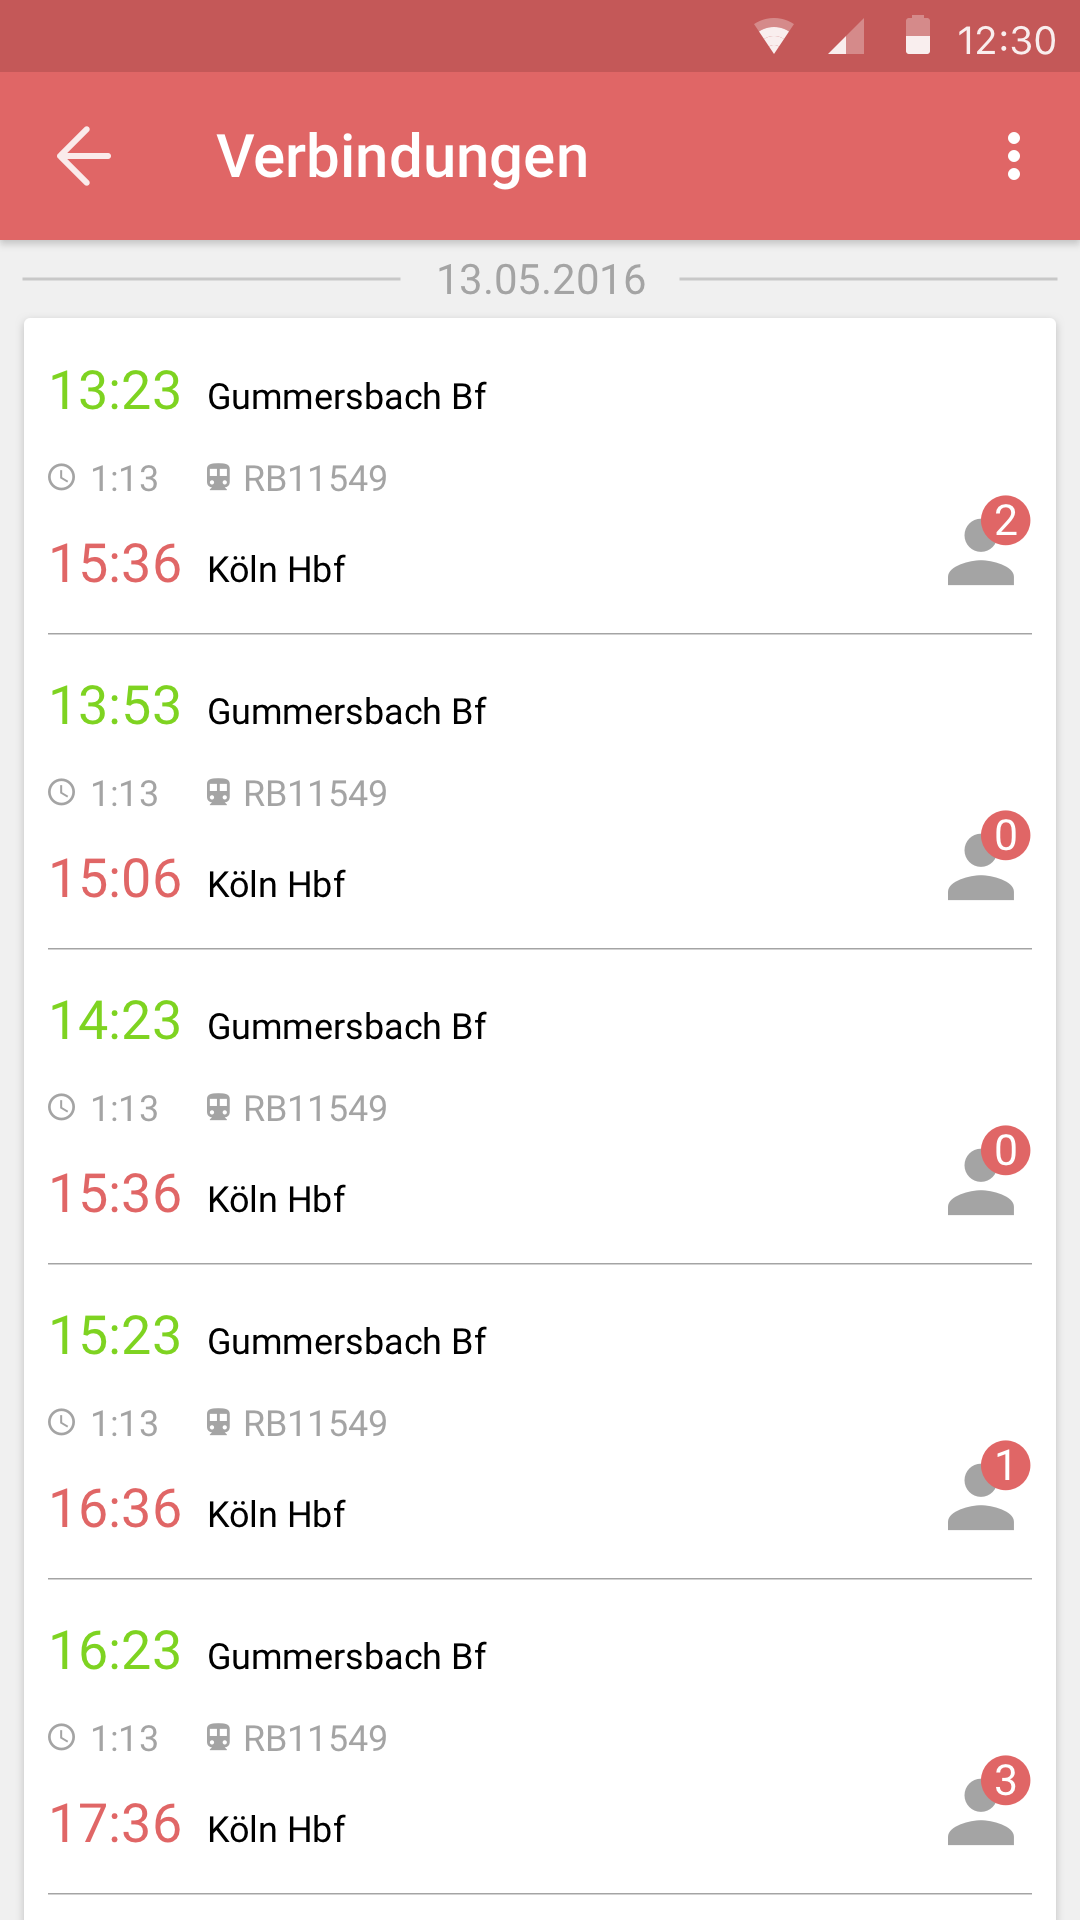 12:30
Verbindungen
13.05.2016
13:23 Gummersbach Bf
1:13 RB11549
2
15:36 Köln Hbf
13:53 Gummersbach Bf
1:13 RB11549
0
15:06 Köln Hbf
14:23 Gummersbach Bf
1:13 RB11549
0
15:36 Köln Hbf
15:23 Gummersbach Bf
1:13 RB11549
1
16:36 Köln Hbf
16:23 Gummersbach Bf
1:13 RB11549
3
17:36 Köln Hbf